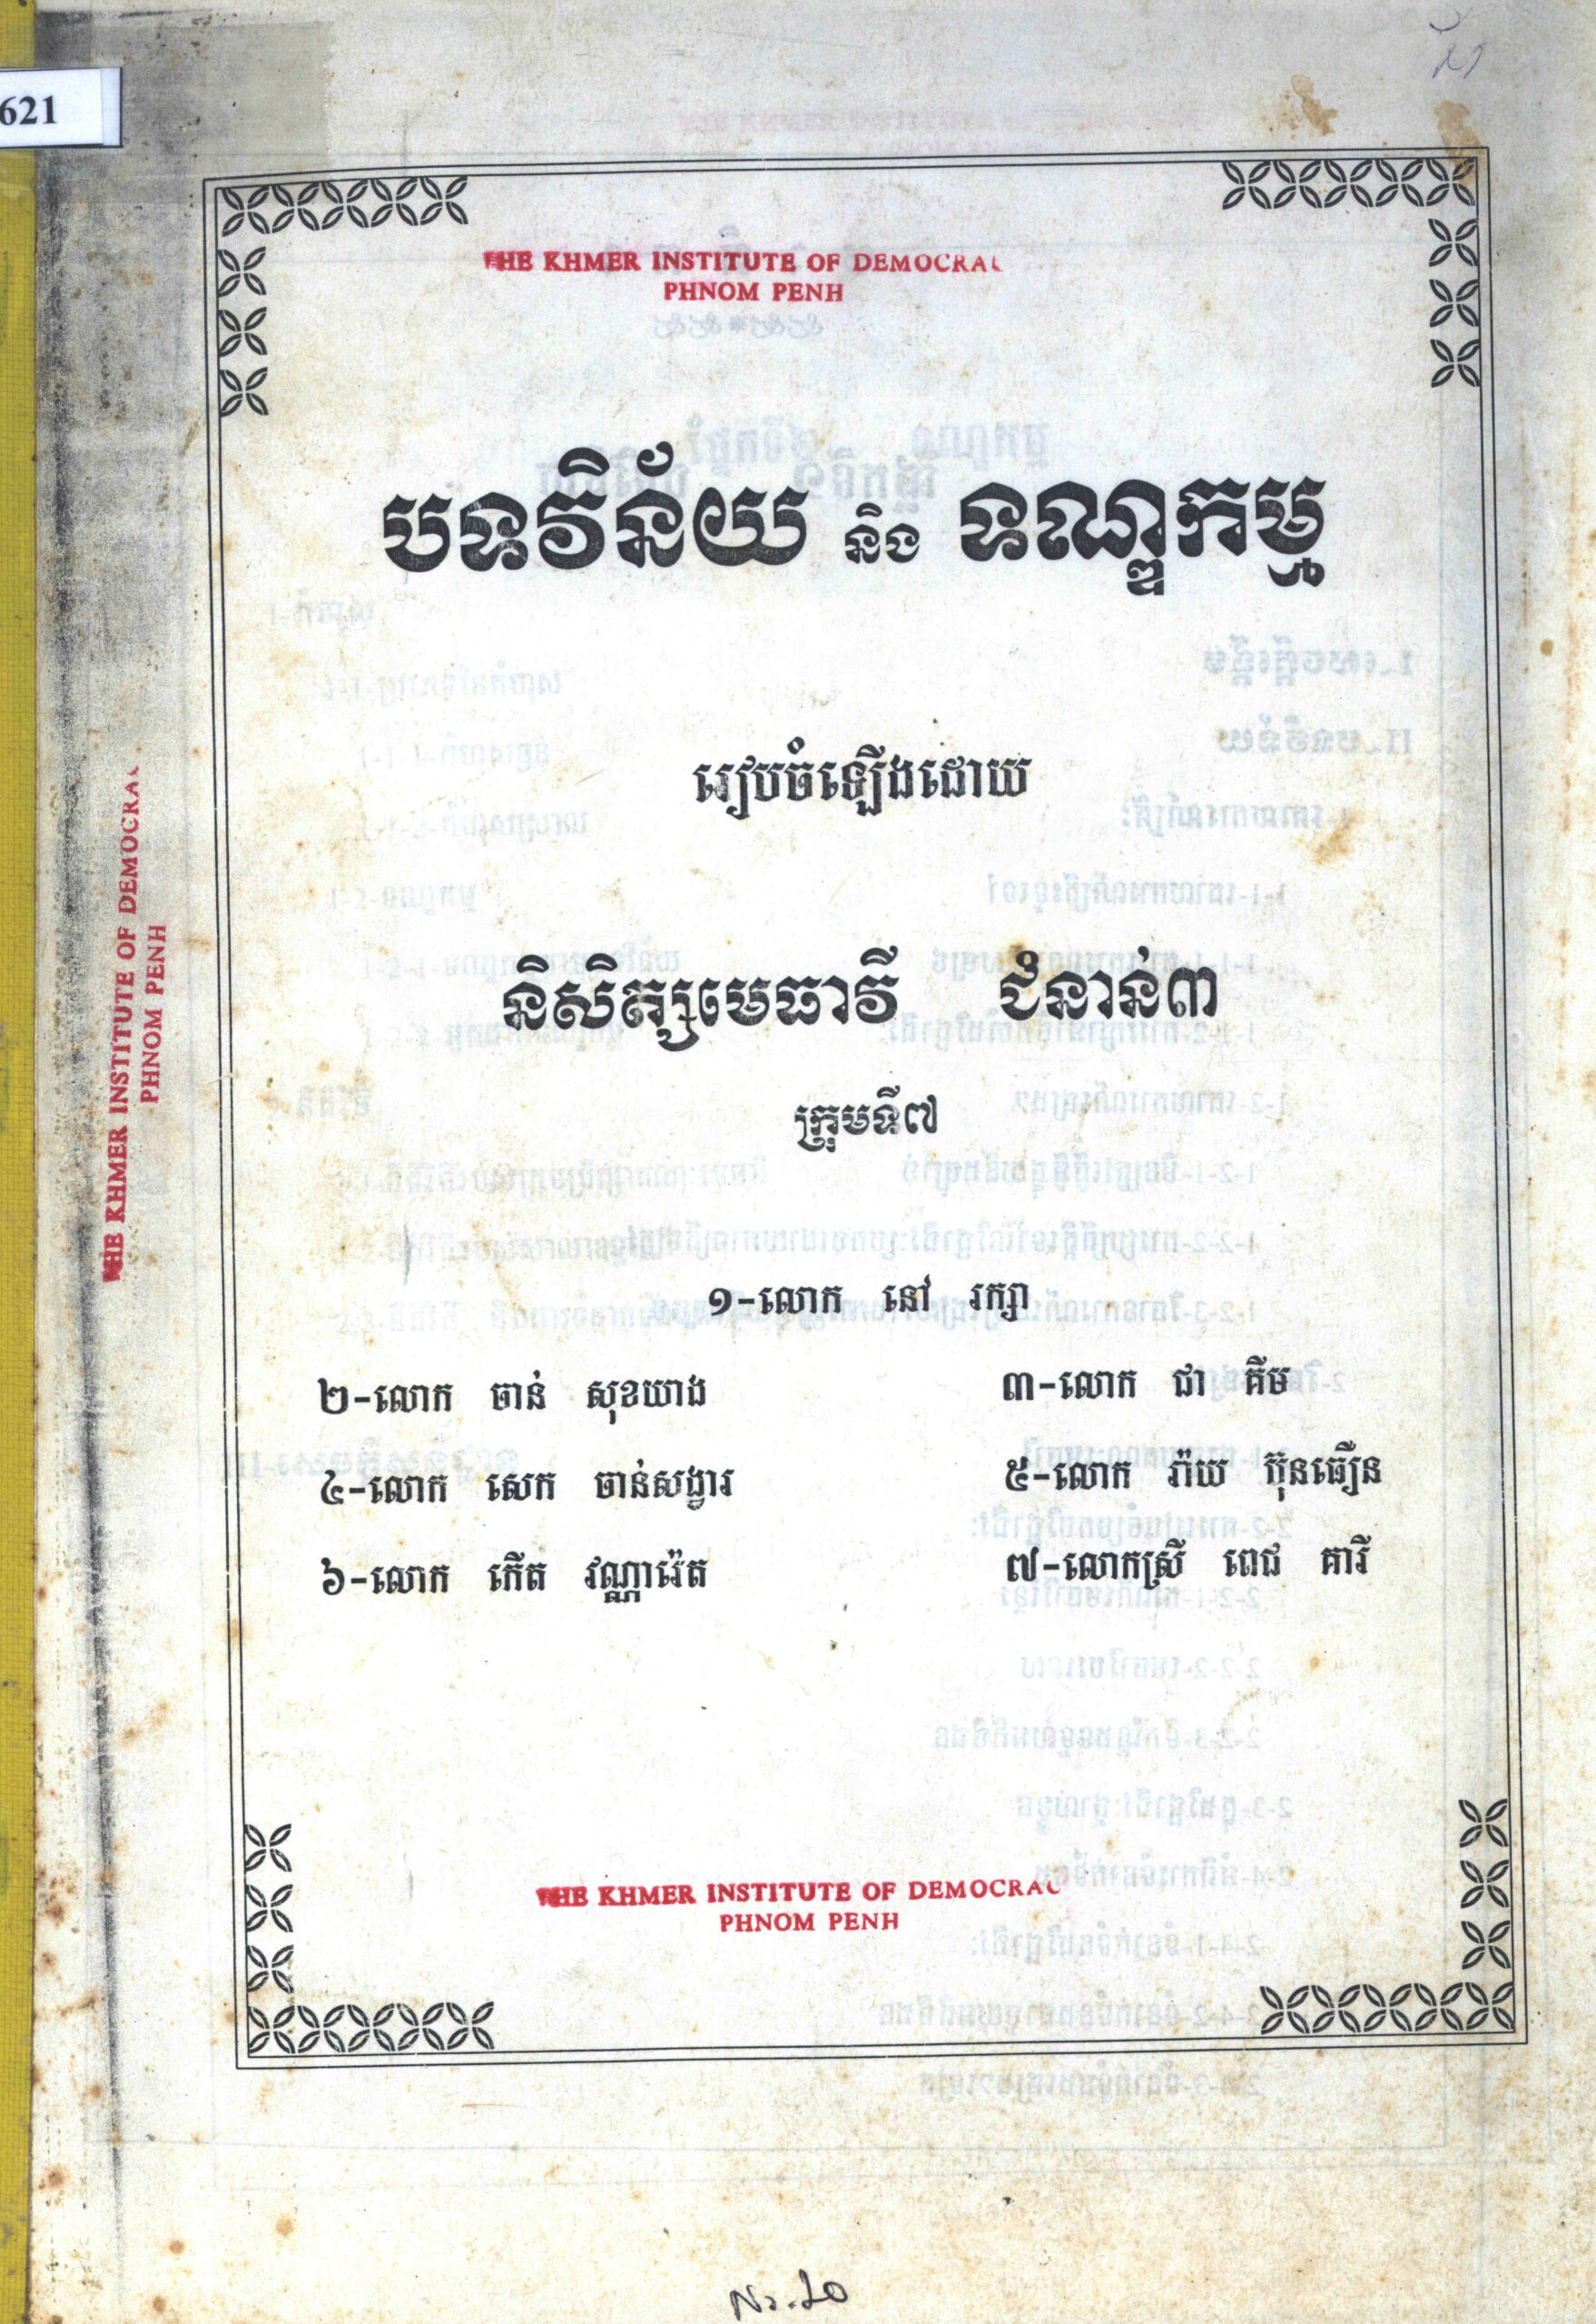 621
THE KHMER INSTITUTE OF DEMOCRAC
PHNOM PENH
បទវិន័យ និង ទណ្ឌកម្ម
រៀបចំឡើងដោយ
និសិត្យមេធាវី ជំនាន់៣
ក្រុមទី៧
១-លោក នៅ រក្សា
២-លោក ចាន់ សុខយាង ៣-លោក ជា គីម
៤-លោក សេក ចាន់សង្វារ ៥-លោក រ៉ាយ ប៊ុនធឿន
៦-លោក កើត វណ្ណារ៉េត ៧-លោកស្រី ពេជ គារី
THE KHMER INSTITUTE OF DEMOCRAC
PHNOM PENH
THE KHMER INSTITUTE OF DEMOCRAC
PHNOM PENH